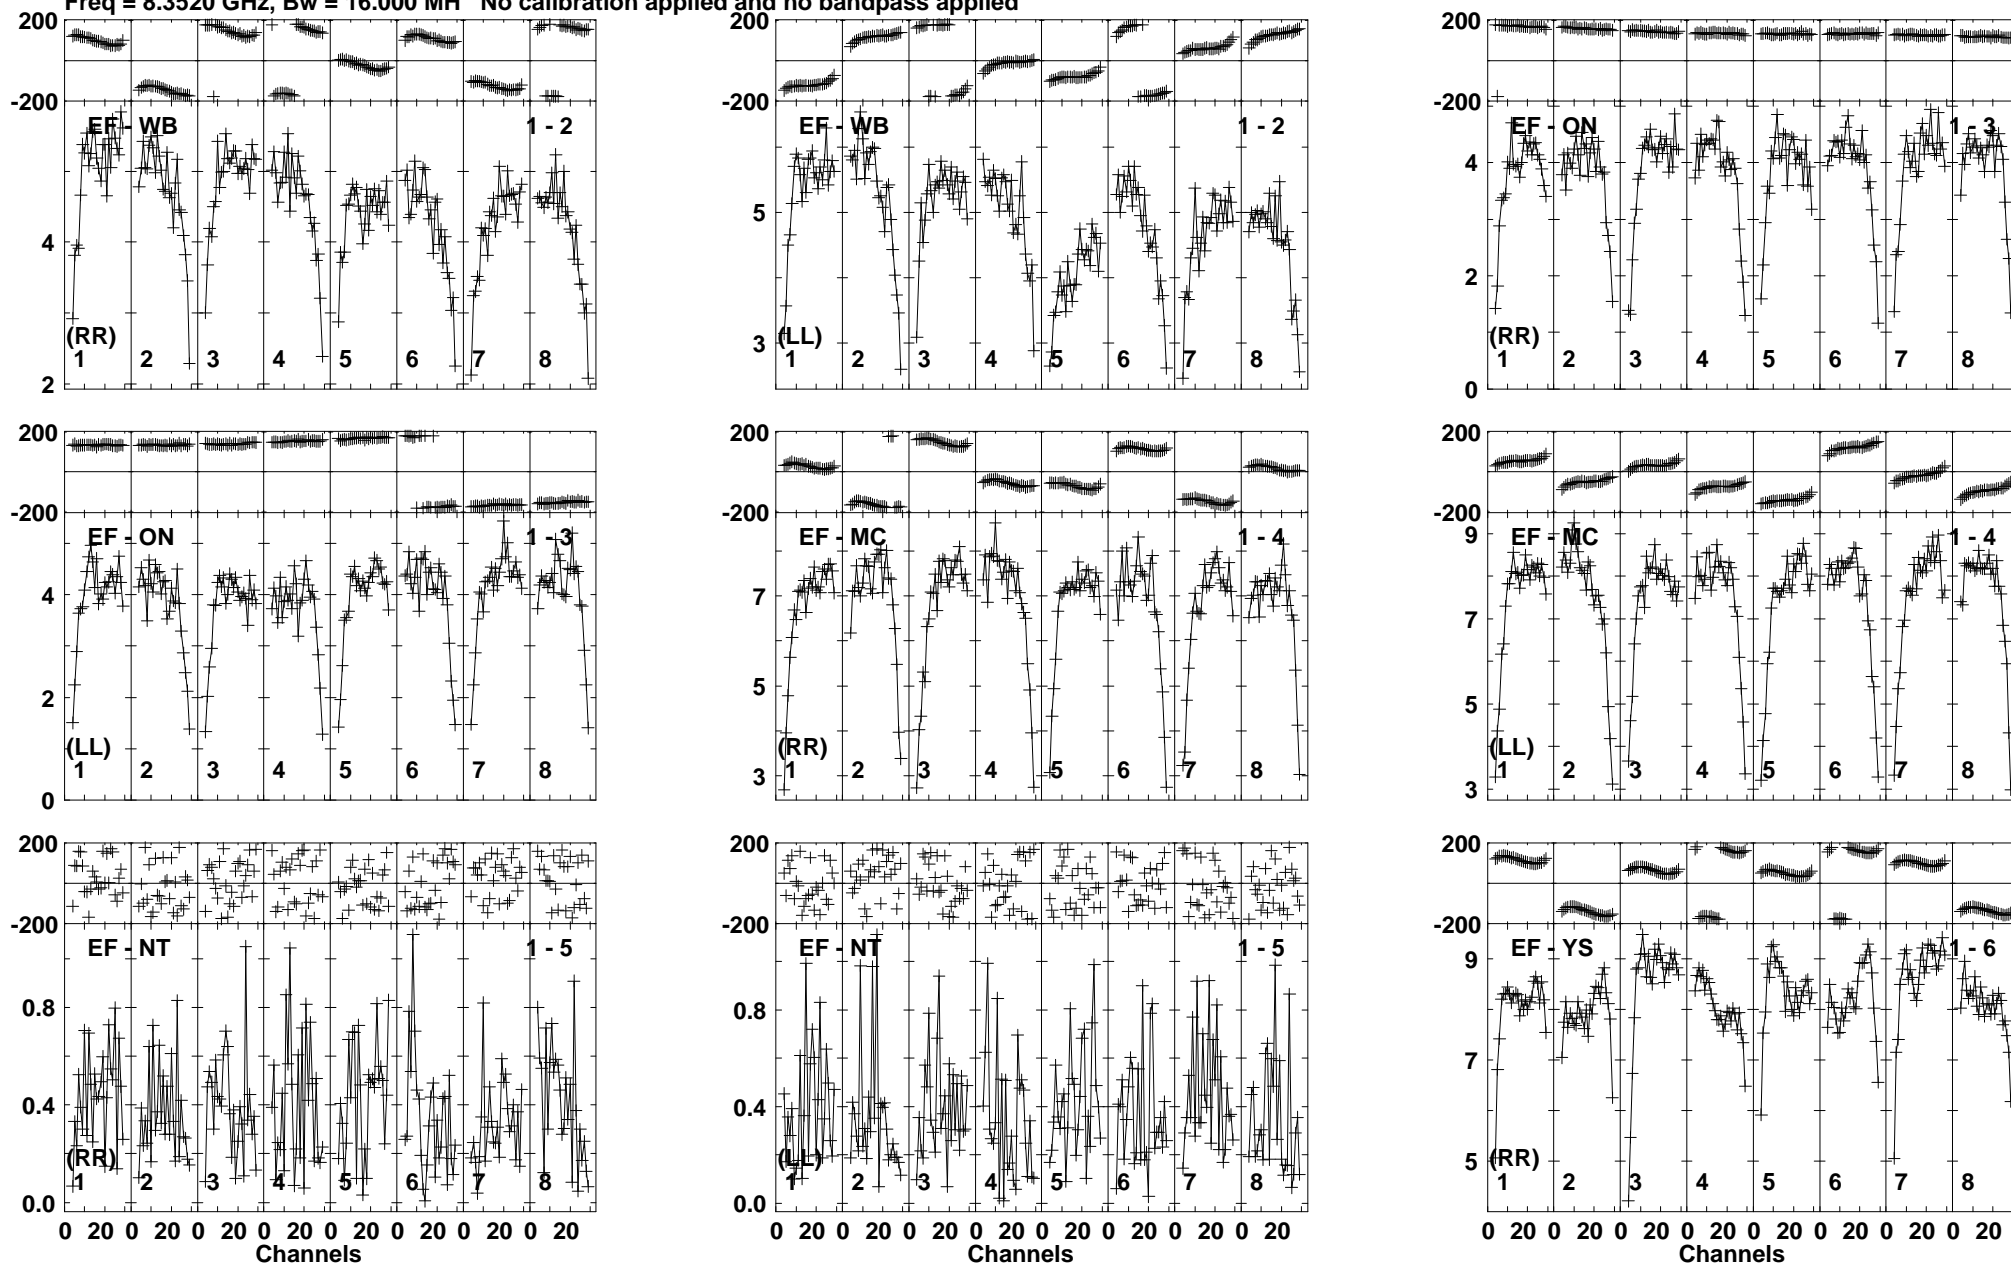 Freq = 8.3520 GHz, Bw = 16.000 MH No calibration applied and no bandpass applied
200
-200
EF - WB 1 - 2
4
2
(RR)
1 2 3 4 5 6 7 8
200
-200
EF - WB 1 - 2
5
3
(LL)
1 2 3 4 5 6 7 8
200
-200
EF - ON 1 - 3
4
2
0
(RR)
1 2 3 4 5 6 7 8
200
-200
EF - ON 1 - 3
4
2
0
(LL)
1 2 3 4 5 6 7 8
200
-200
EF - MC 1 - 4
7
5
3
(RR)
1 2 3 4 5 6 7 8
200
-200
EF - MC 1 - 4
9
7
5
3
(LL)
1 2 3 4 5 6 7 8
200
-200
EF - NT 1 - 5
0.8
0.4
0.0
(RR)
1 2 3 4 5 6 7 8
0 20 0 20 0 20 0 20 0 20 0 20 0 20 0 20
Channels
200
-200
EF - NT 1 - 5
0.8
0.4
0.0
(LL)
1 2 3 4 5 6 7 8
0 20 0 20 0 20 0 20 0 20 0 20 0 20 0 20
Channels
200
-200
EF - YS 1 - 6
9
7
5
(RR)
1 2 3 4 5 6 7 8
0 20 0 20 0 20 0 20 0 20 0 20 0 20 0 20
Channels